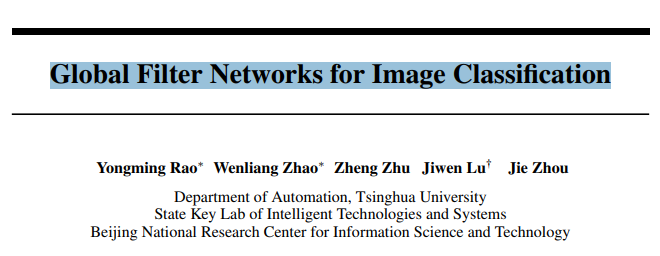 Global Filter Networks for Image Classification
Yongming Rao* Wenliang Zhao* Zheng Zhu Jiwen Lu† Jie Zhou
Department of Automation, Tsinghua University
State Key Lab of Intelligent Technologies and Systems
Beijing National Research Center for Information Science and Technology